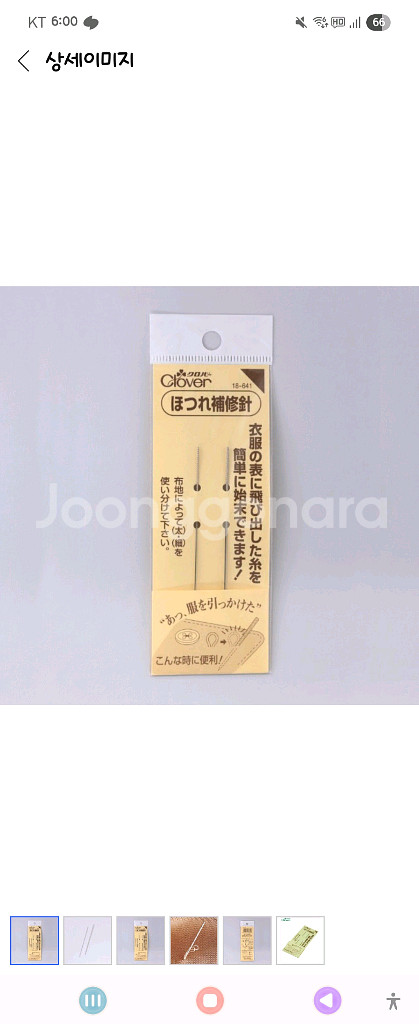 KT 6:00
HD
66
상세이미지
クロバー
Clover
18-641
ほつれ補修針
衣服の表に飛び出した糸を
簡単に始末できます!
布地によって(太)(細)を
使い分けて下さい。
Joonggonara
“あっ、服を引っかけた”
こんな時に便利!